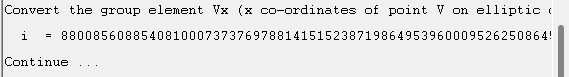 Convert the group element Vx (x co-ordinates of point V on elliptic
i = 880085608854081000737376978814151523871986495396000952625086
Continue ...